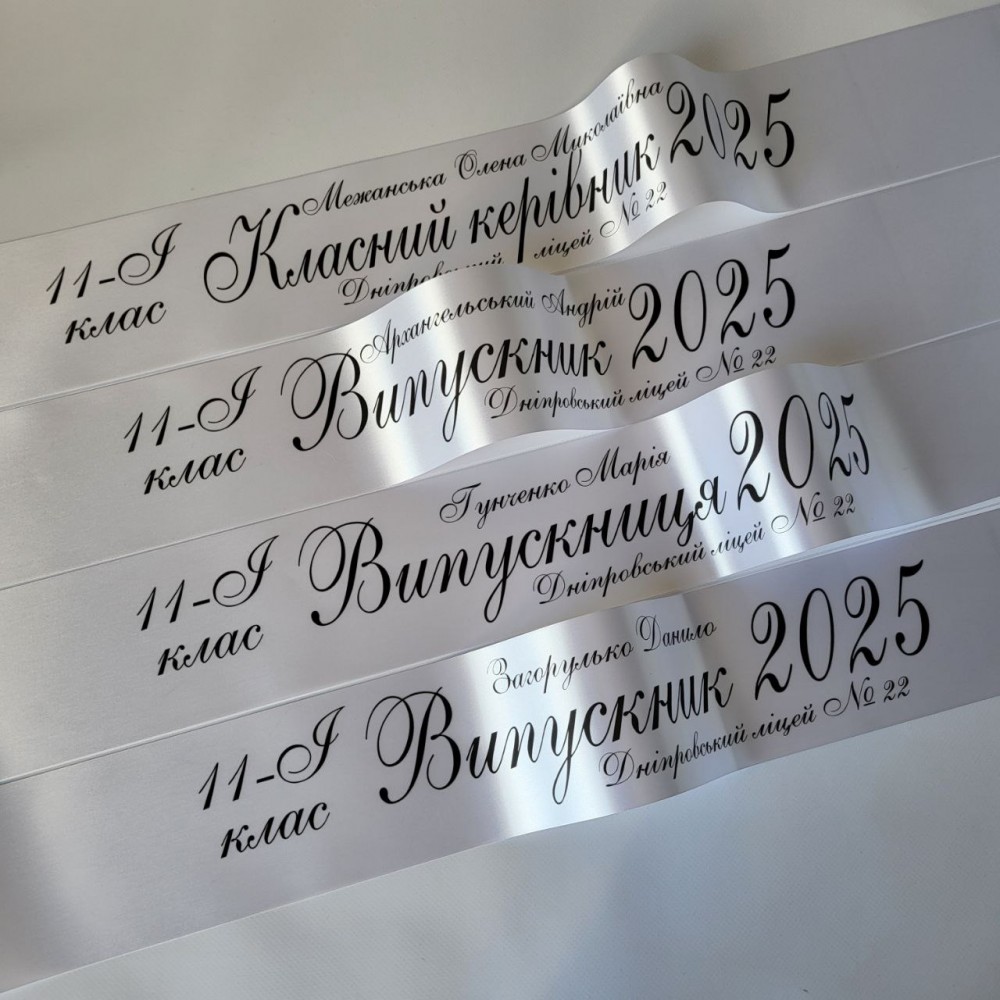 Межанська Олена Миколаївна
11-І Класний керівник 2025
клас Дніпровський ліцей № 22
Архангельський Андрій
11-І Випускник 2025
клас Дніпровський ліцей № 22
Гунченко Марія
11-І Випускниця 2025
клас Дніпровський ліцей № 22
Загорулько Данило
11-І Випускник 2025
клас Дніпровський ліцей № 22